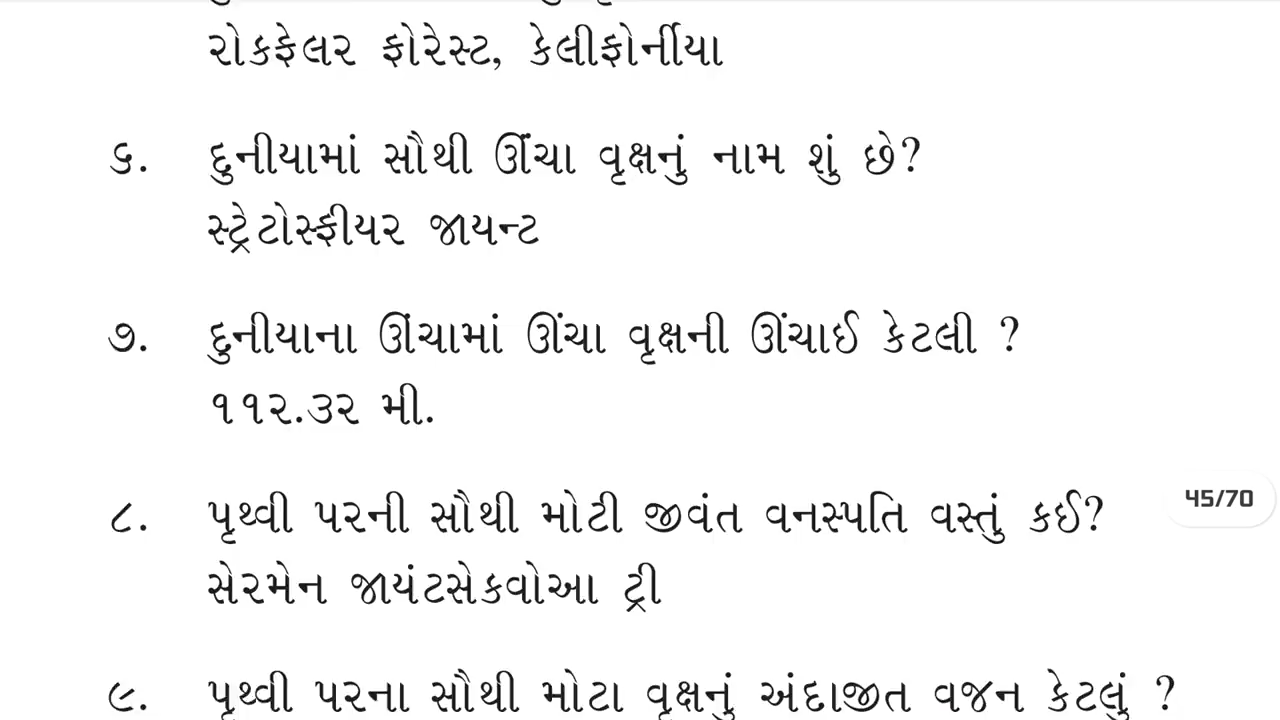 રોકફેલર ફોરેસ્ટ, કેલીફોર્નીયા
૬. દુનીયામાં સૌથી ઊંચા વૃક્ષનું નામ શું છે?
સ્ટ્રેટોસ્ફીયર જાયન્ટ
૭. દુનીયાના ઊંચામાં ઊંચા વૃક્ષની ઊંચાઈ કેટલી ?
૧૧૨.૩૨ મી.
૮. પૃથ્વી પરની સૌથી મોટી જીવંત વનસ્પતિ વસ્તું કઈ?
45/70
સેરમેન જાયંટસેકવોઆ ટ્રી
૯. પૃથ્વી પરના સૌથી મોટા વૃક્ષનું અંદાજીત વજન કેટલું ?